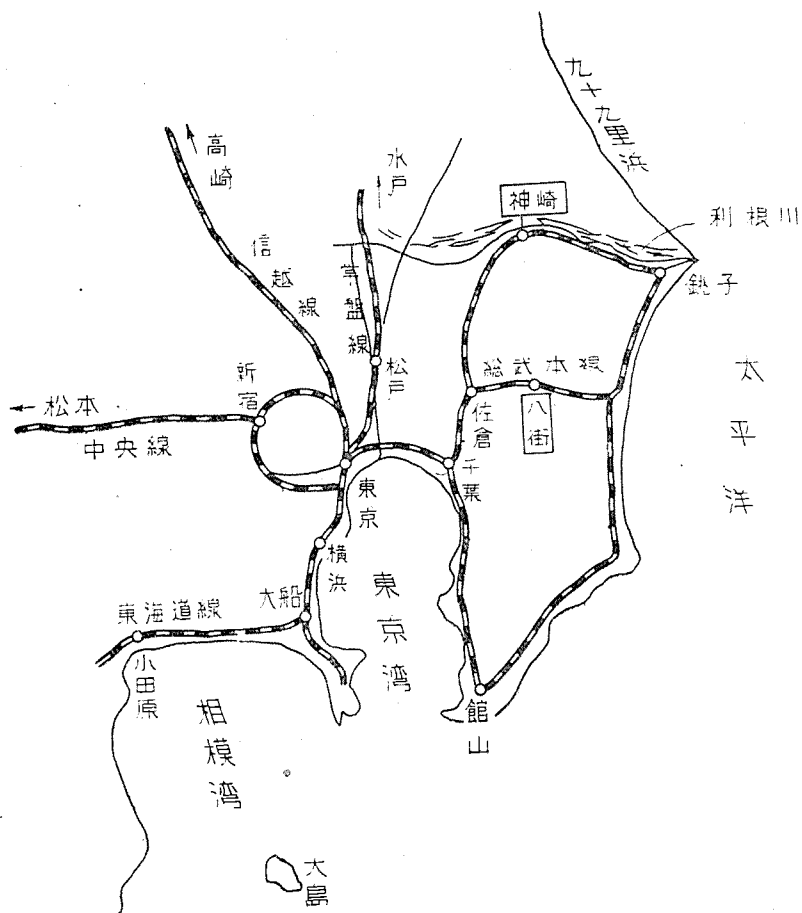 九十九里浜
高崎
水戸
神崎
利根川
信越線
常盤線
銚子
松戸
総武本線
新宿
太平洋
松本
佐倉
八街
中央線
千葉
東京
横浜
東京湾
大船
東海道線
小田原
相模湾
館山
大島